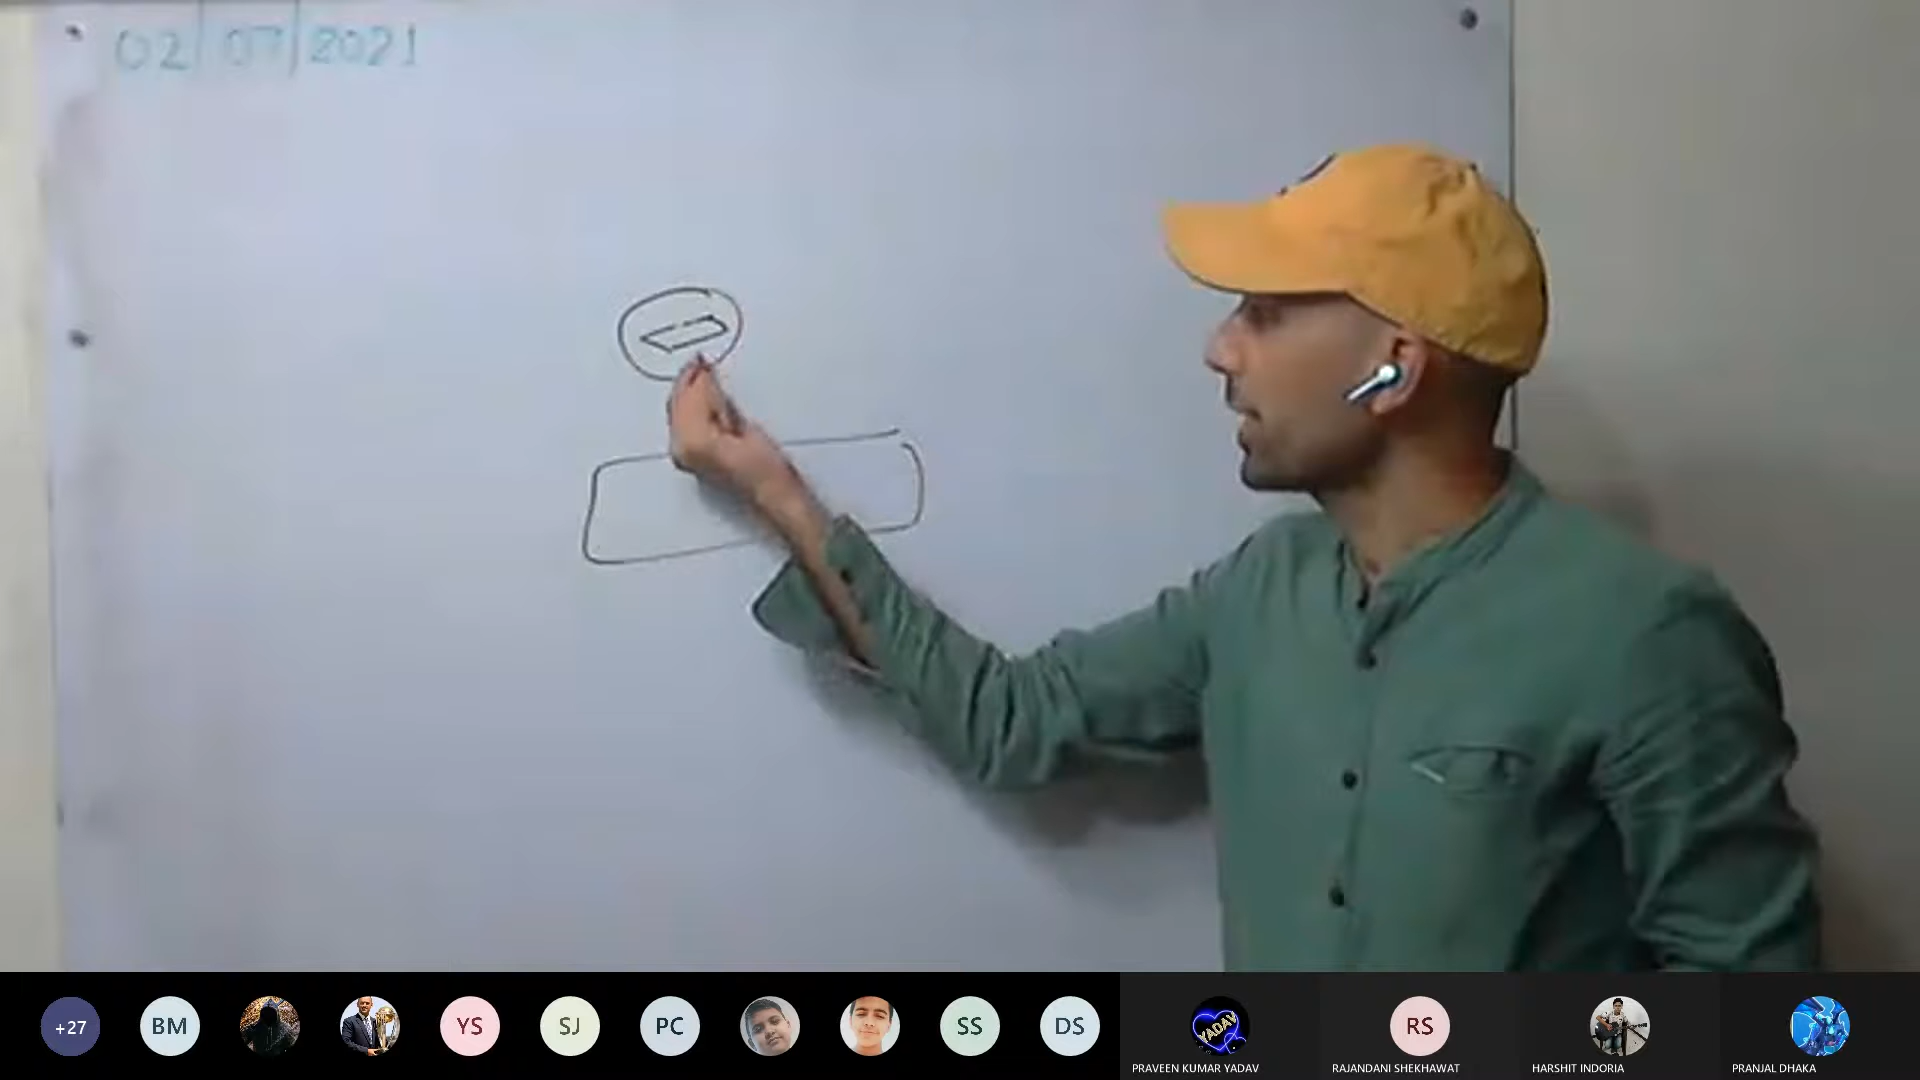 02/07/2021
+27
BM
YS
SJ
PC
SS
DS
YADAV
RS
PRAVEEN KUMAR YADAV
RAJANDANI SHEKHAWAT
HARSHIT INDORIA
PRANJAL DHAKA